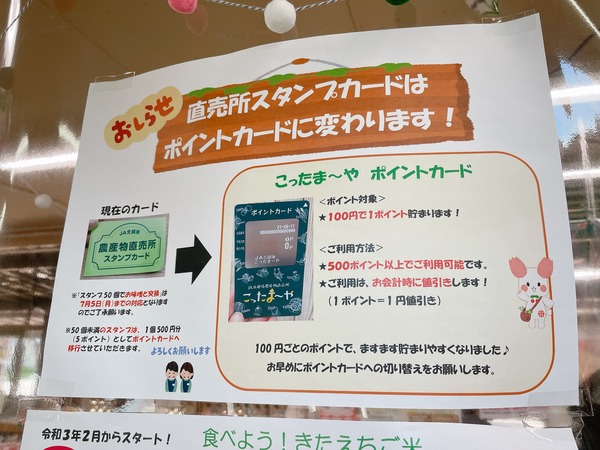 おしらせ
直売所スタンプカードは
ポイントカードに変わります！
現在のカード
JA北越後
農産物直売所
スタンプカード
※「スタンプ50個でお味噌と交換」は
7月5日(月)までの対応となります
のでご了承願います。
※50個未満のスタンプは、1個500円分
（5ポイント）としてポイントカードへ
移行させていただきます。
よろしくお願いします
こったま～や ポイントカード
ポイントカード
0P
JA北越後
こったま～や
こったま～や
＜ポイント対象＞
★100円で1ポイント貯まります！
＜ご利用方法＞
★500ポイント以上でご利用可能です。
★ご利用は、お会計時に値引きします！
（1ポイント＝1円値引き）
100円ごとのポイントで、ますます貯まりやすくなりました♪
お早めにポイントカードへの切り替えをお願いします。
令和3年2月からスタート！
食べよう！きたえちご米